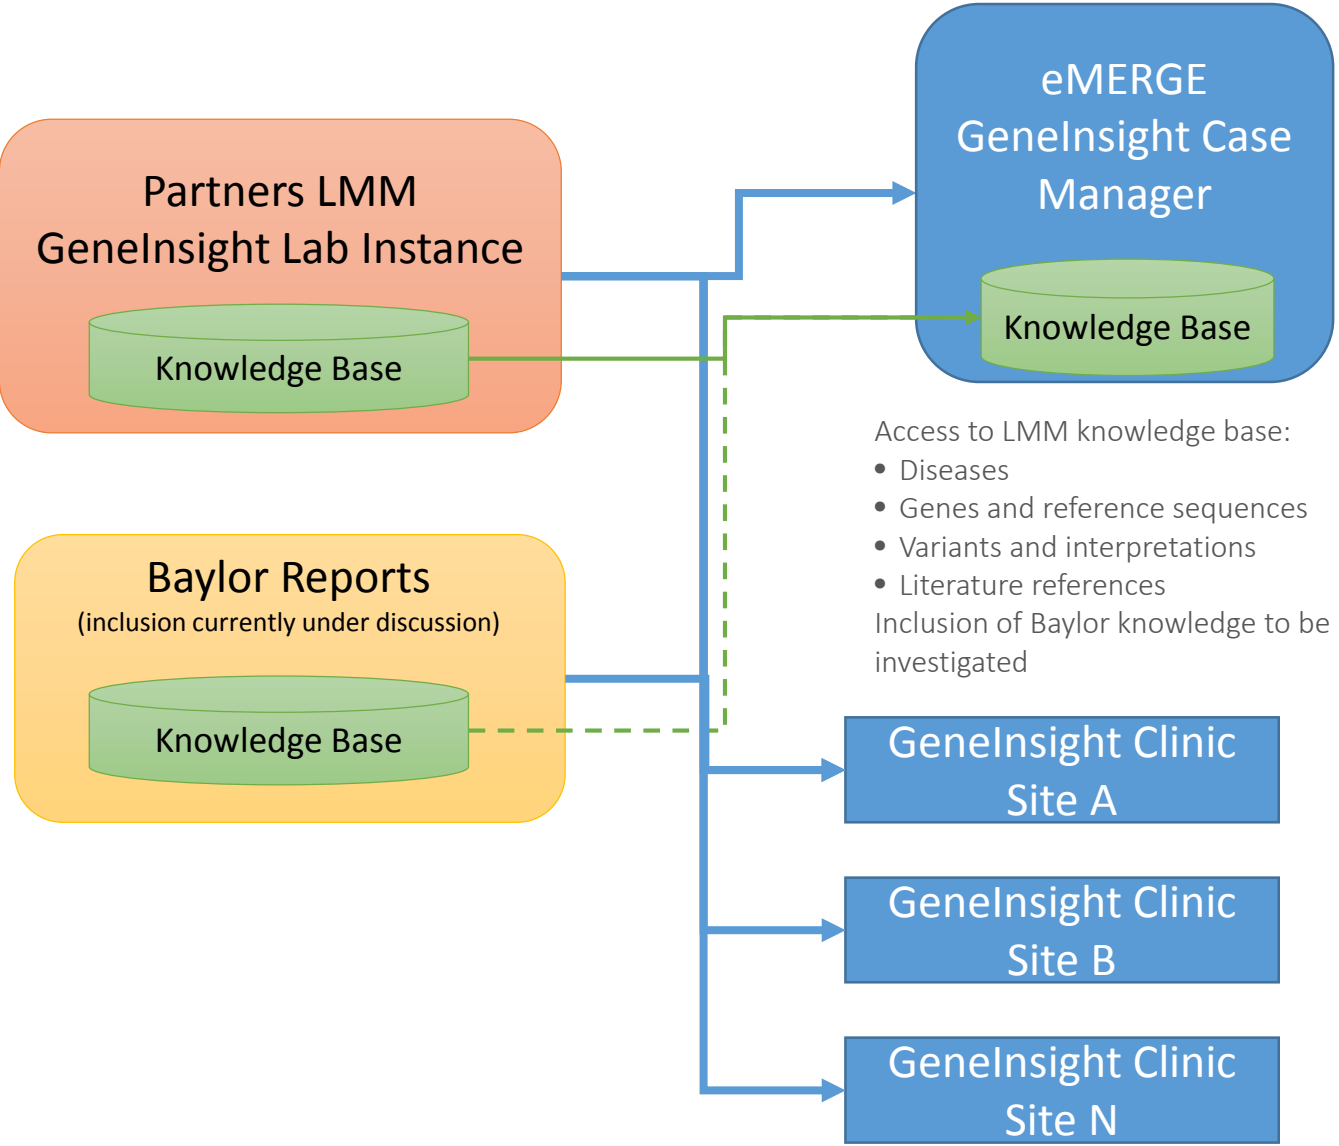 eMERGE
GeneInsight Case
Manager
Knowledge Base
Partners LMM
GeneInsight Lab Instance
Knowledge Base
Access to LMM knowledge base:
• Diseases
• Genes and reference sequences
• Variants and interpretations
• Literature references
Inclusion of Baylor knowledge to be
investigated
Baylor Reports
(inclusion currently under discussion)
Knowledge Base
GeneInsight Clinic
Site A
GeneInsight Clinic
Site B
GeneInsight Clinic
Site N